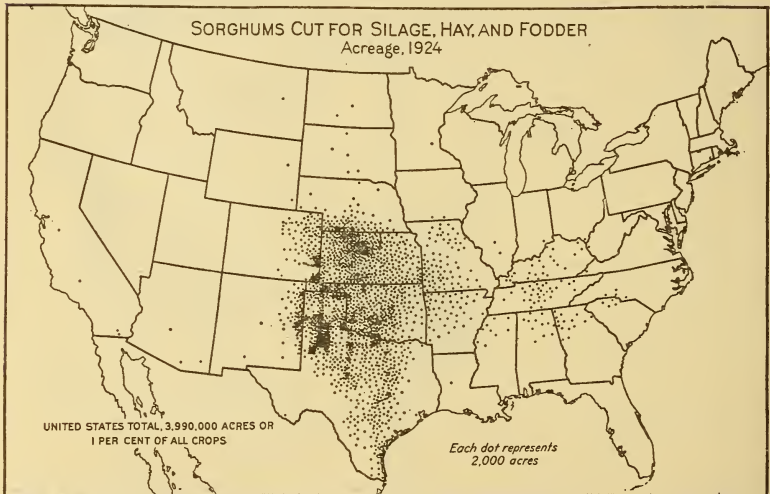 SORGHUMS CUT FOR SILAGE, HAY, AND FODDER
Acreage, 1924
UNITED STATES TOTAL, 3,990,000 ACRES OR
1 PER CENT OF ALL CROPS
Each dot represents
2,000 acres